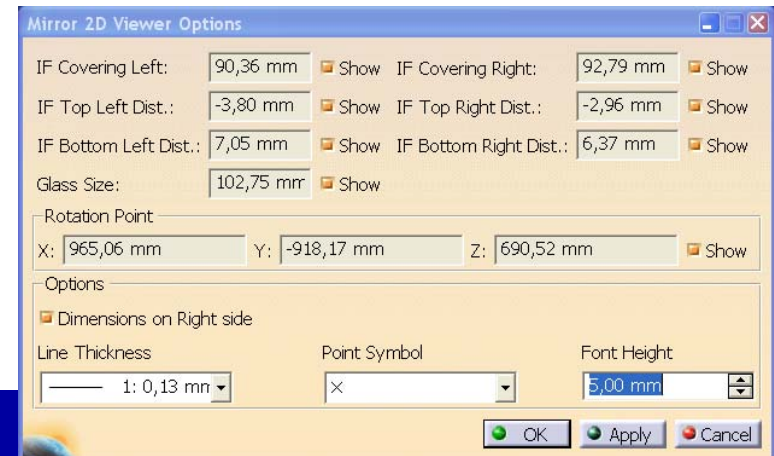 Mirror 2D Viewer Options
IF Covering Left: 90,36 mm Show IF Covering Right: 92,79 mm Show
IF Top Left Dist.: -3,80 mm Show IF Top Right Dist.: -2,96 mm Show
IF Bottom Left Dist.: 7,05 mm Show IF Bottom Right Dist.: 6,37 mm Show
Glass Size: 102,75 mm Show
Rotation Point
X: 965,06 mm Y: -918,17 mm Z: 690,52 mm Show
Options
Dimensions on Right side
Line Thickness Point Symbol Font Height
1: 0,13 mm × 5,00 mm
OK Apply Cancel